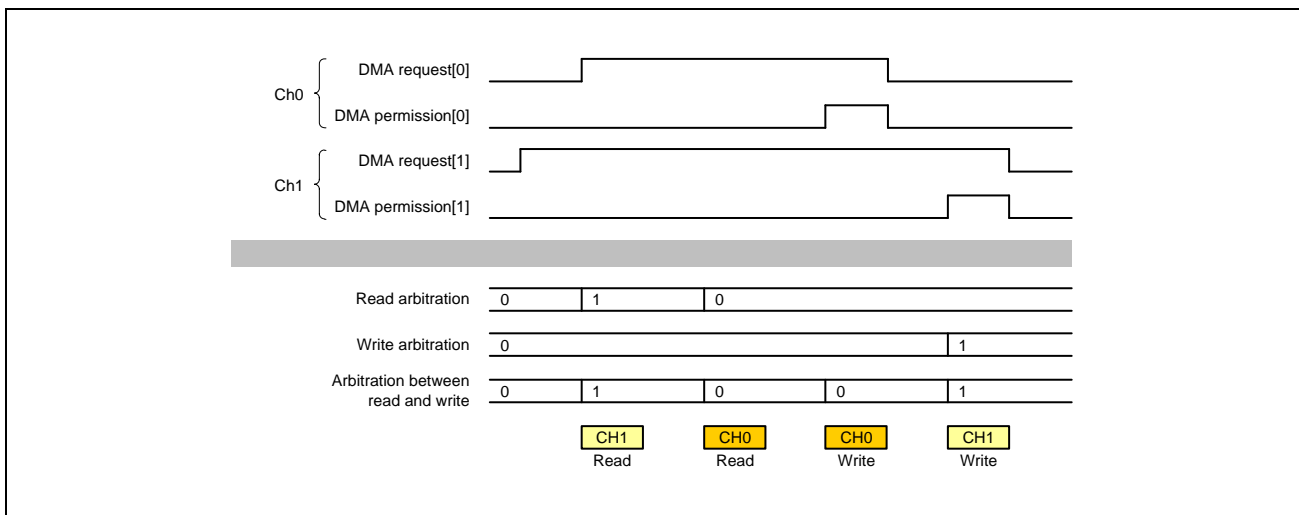 DMA request[0]
Ch0
DMA permission[0]
DMA request[1]
Ch1
DMA permission[1]
Read arbitration 0 1 0
Write arbitration 0 1
Arbitration between
read and write 0 1 0 0 1
CH1 CH0 CH0 CH1
Read Read Write Write